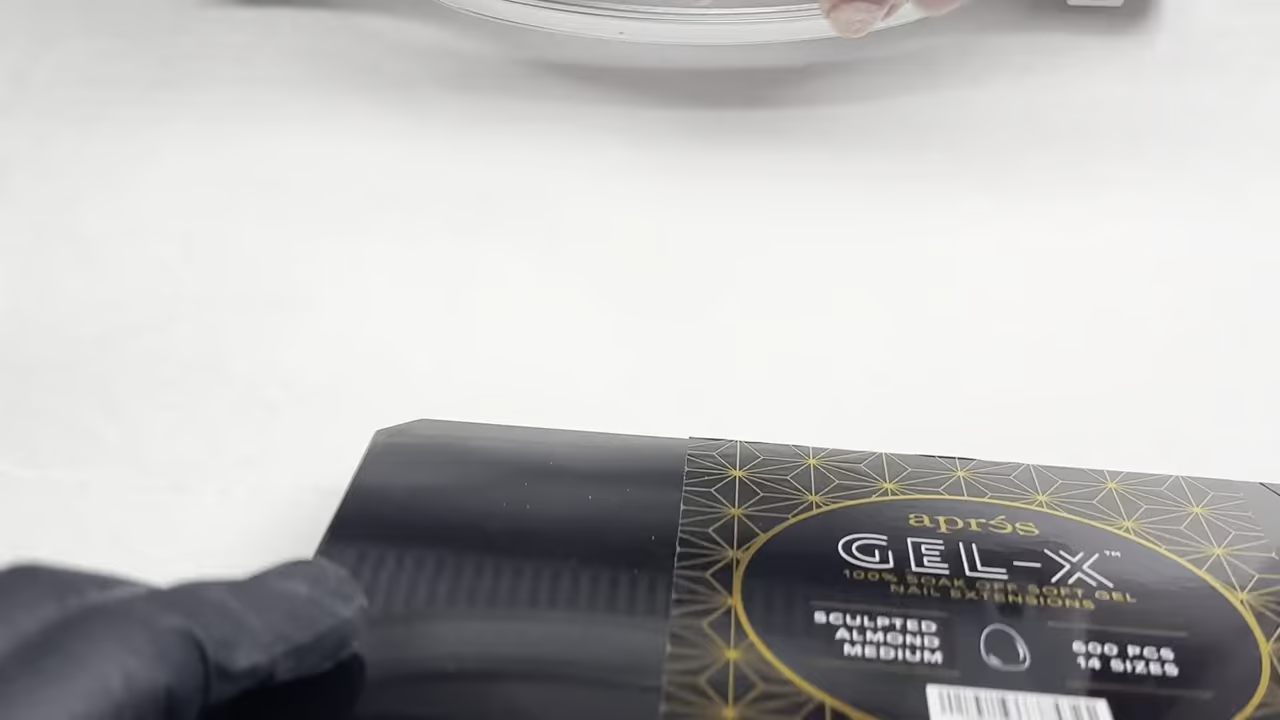 aprés
GEL-X™
100% SOAK OFF SOFT GEL
NAIL EXTENSIONS
SCULPTED
ALMOND
MEDIUM
600 PCS
14 SIZES